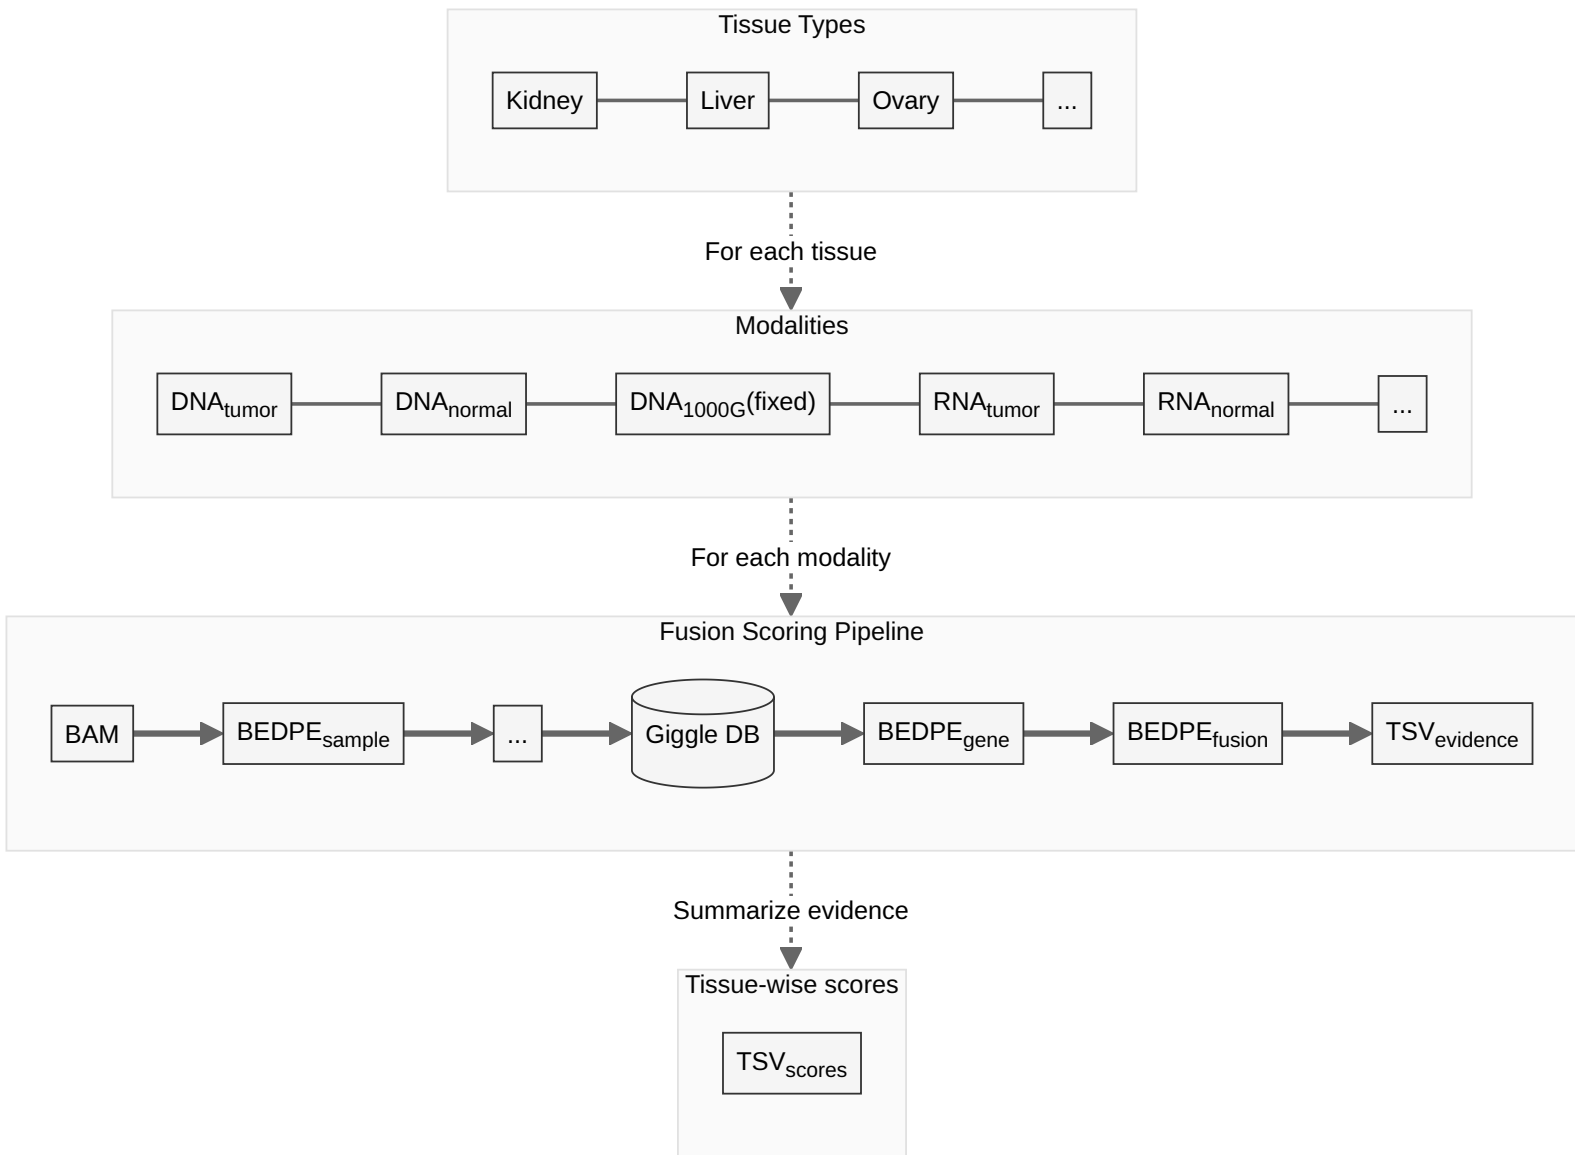 Tissue Types
Kidney Liver Ovary ...
For each tissue
Modalities
DNAtumor DNAnormal DNA1000G(fixed) RNAtumor RNAnormal ...
For each modality
Fusion Scoring Pipeline
BAM BEDPEsample ... Giggle DB BEDPEgene BEDPEfusion TSVevidence
Summarize evidence
Tissue-wise scores
TSVscores